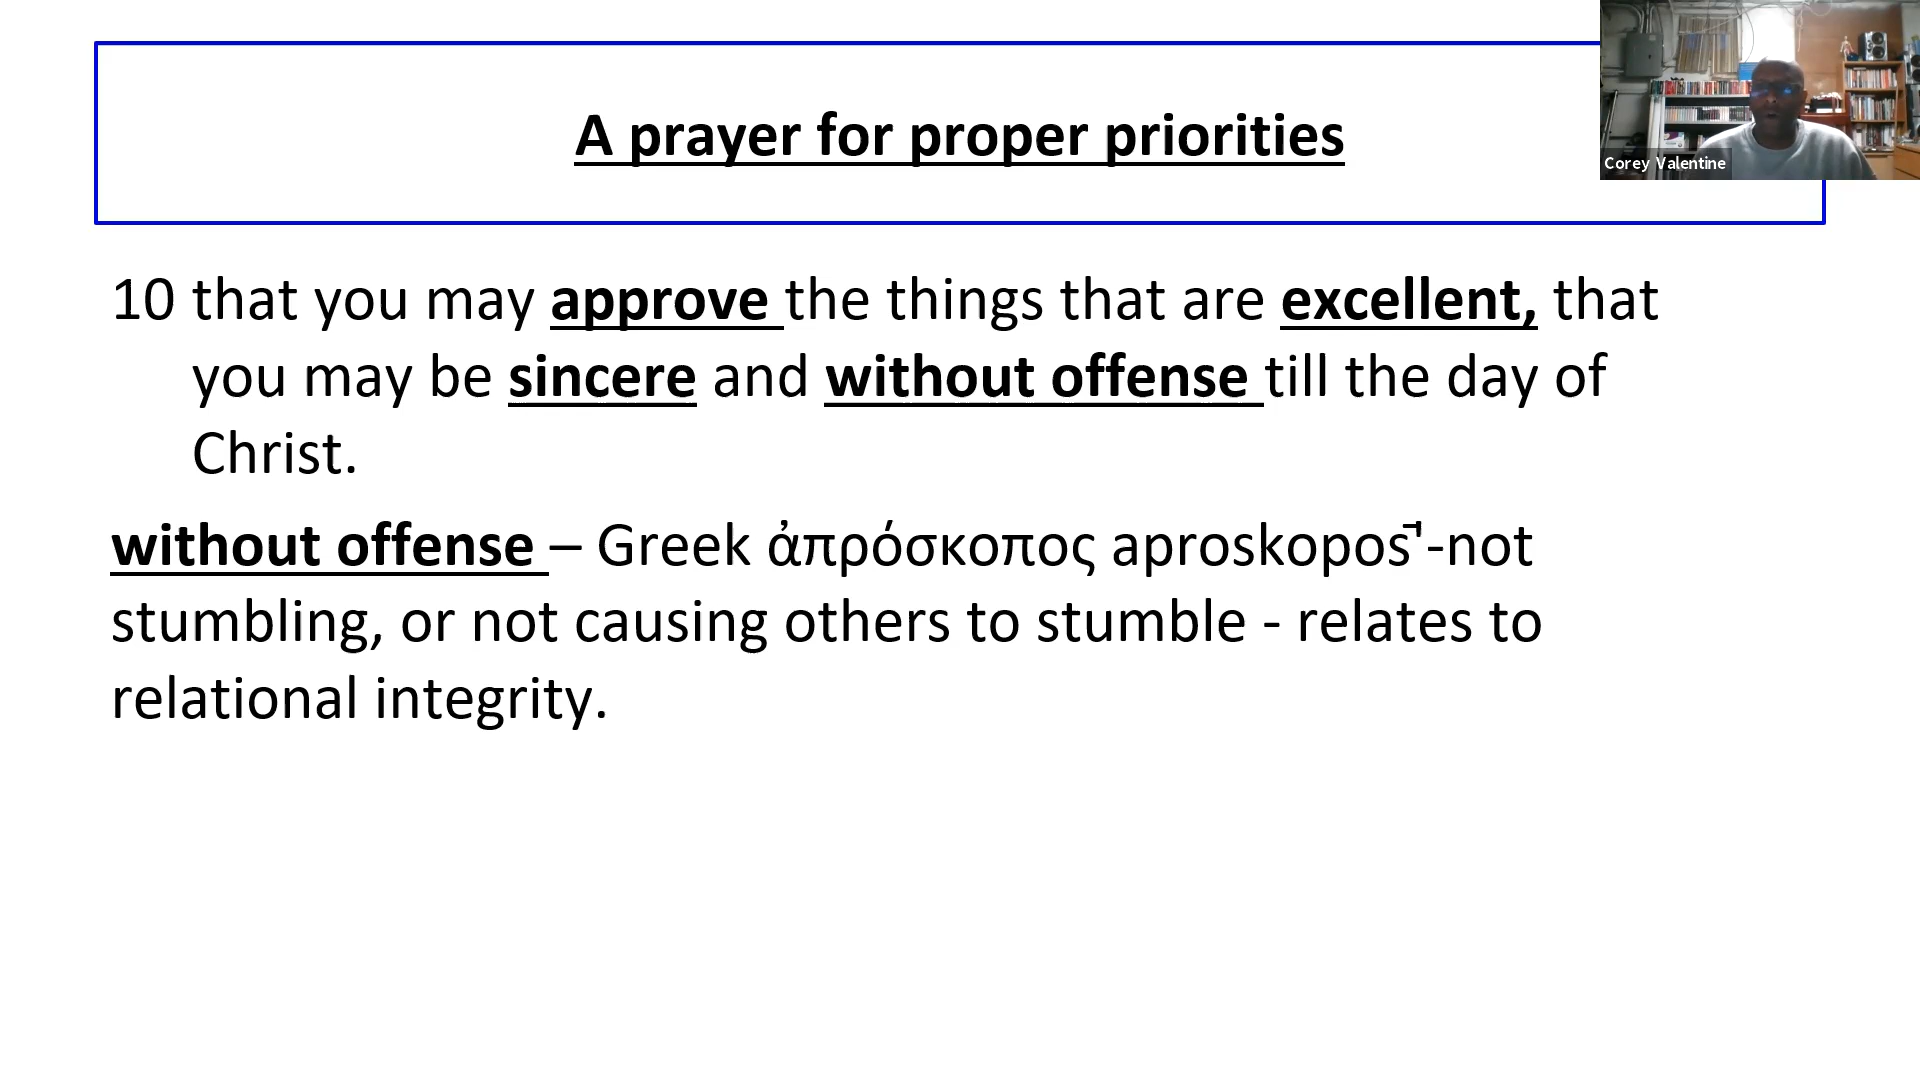 A prayer for proper priorities
Corey Valentine
10 that you may approve the things that are excellent, that
you may be sincere and without offense till the day of
Christ.
without offense – Greek ἀπρόσκοπος aproskopos ̄'-not
stumbling, or not causing others to stumble - relates to
relational integrity.